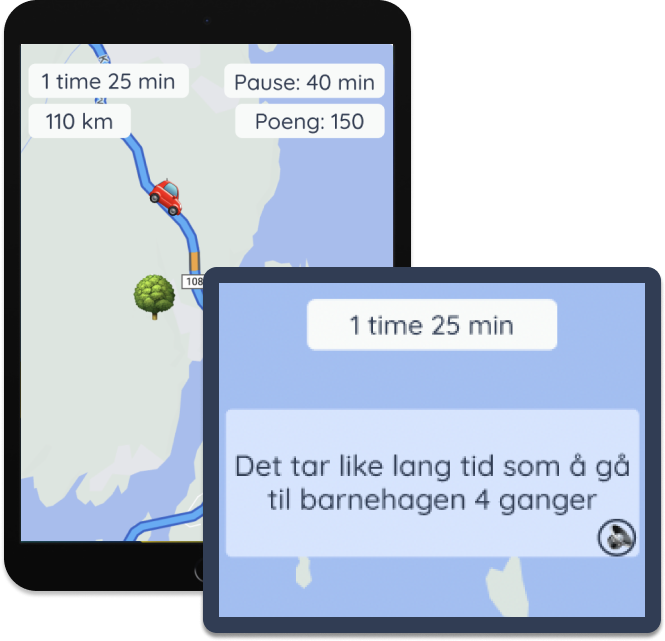 1 time 25 min
Pause: 40 min
110 km
Poeng: 150
108
1 time 25 min
Det tar like lang tid som å gå
til barnehagen 4 ganger